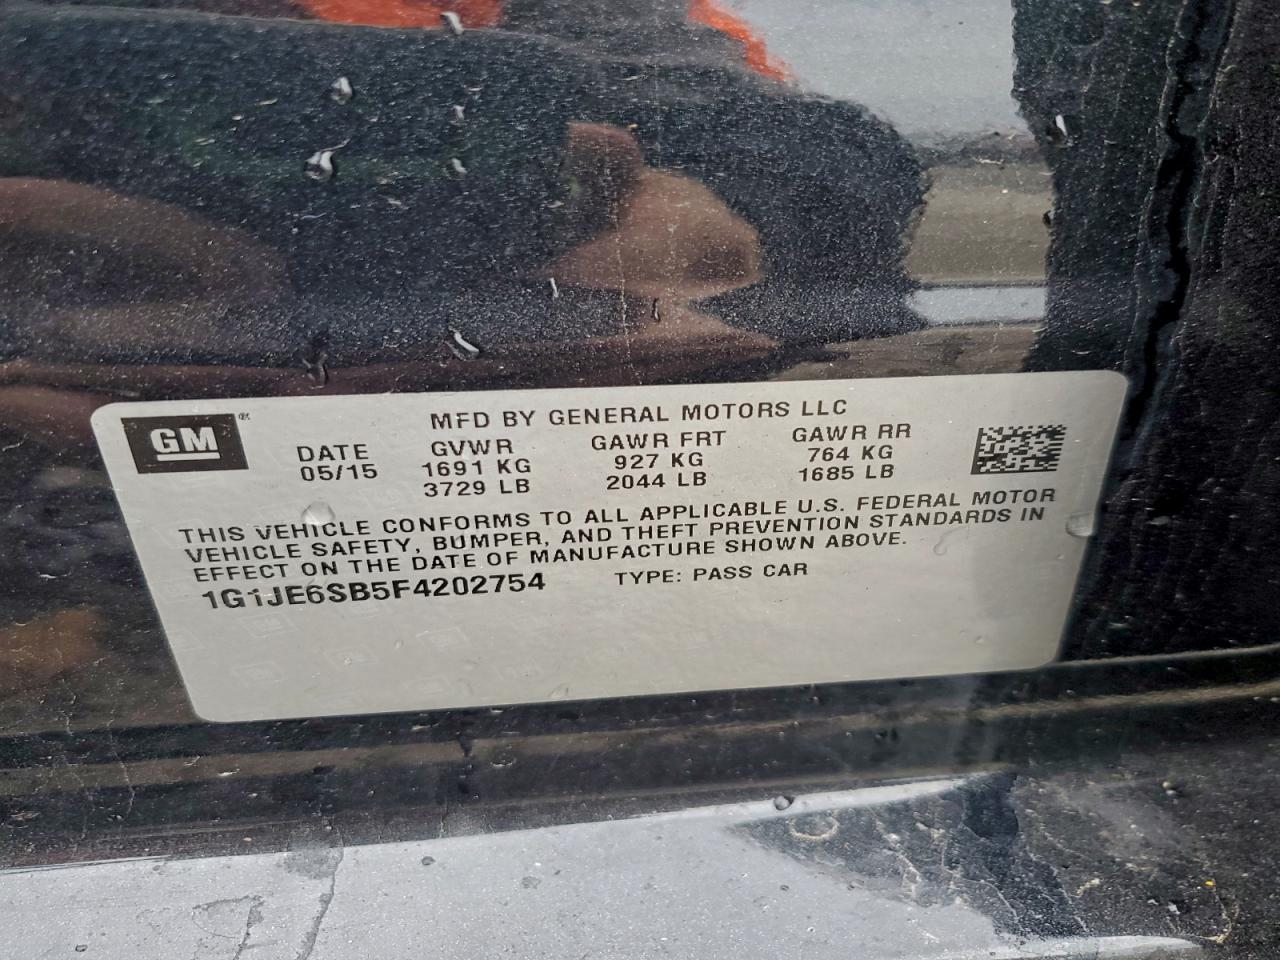 GM®
MFD BY GENERAL MOTORS LLC
DATE GVWR GAWR FRT GAWR RR
05/15 1691 KG 927 KG 764 KG
3729 LB 2044 LB 1685 LB
THIS VEHICLE CONFORMS TO ALL APPLICABLE U.S. FEDERAL MOTOR
VEHICLE SAFETY, BUMPER, AND THEFT PREVENTION STANDARDS IN
EFFECT ON THE DATE OF MANUFACTURE SHOWN ABOVE.
1G1JE6SB5F4202754 TYPE: PASS CAR